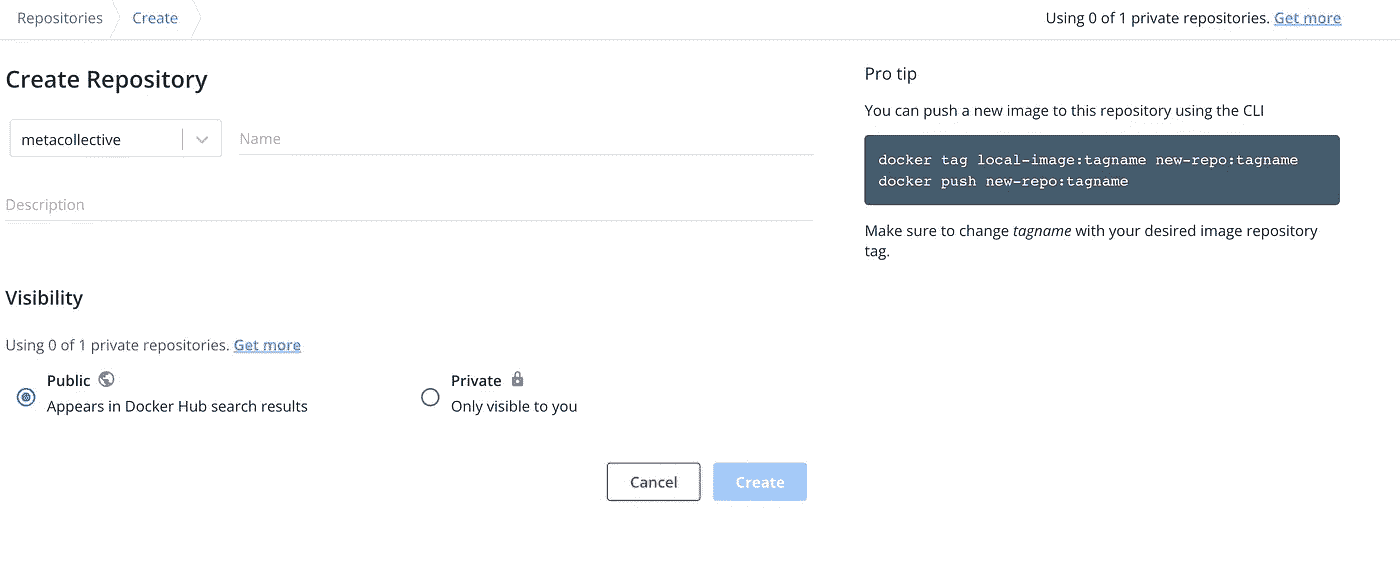 Repositories Create Using 0 of 1 private repositories. Get more
Create Repository
metacollective Name
Description
Visibility
Using 0 of 1 private repositories. Get more
Public Private
Appears in Docker Hub search results Only visible to you
Cancel Create
Pro tip
You can push a new image to this repository using the CLI
docker tag local-image:tagname new-repo:tagname
docker push new-repo:tagname
Make sure to change tagname with your desired image repository
tag.